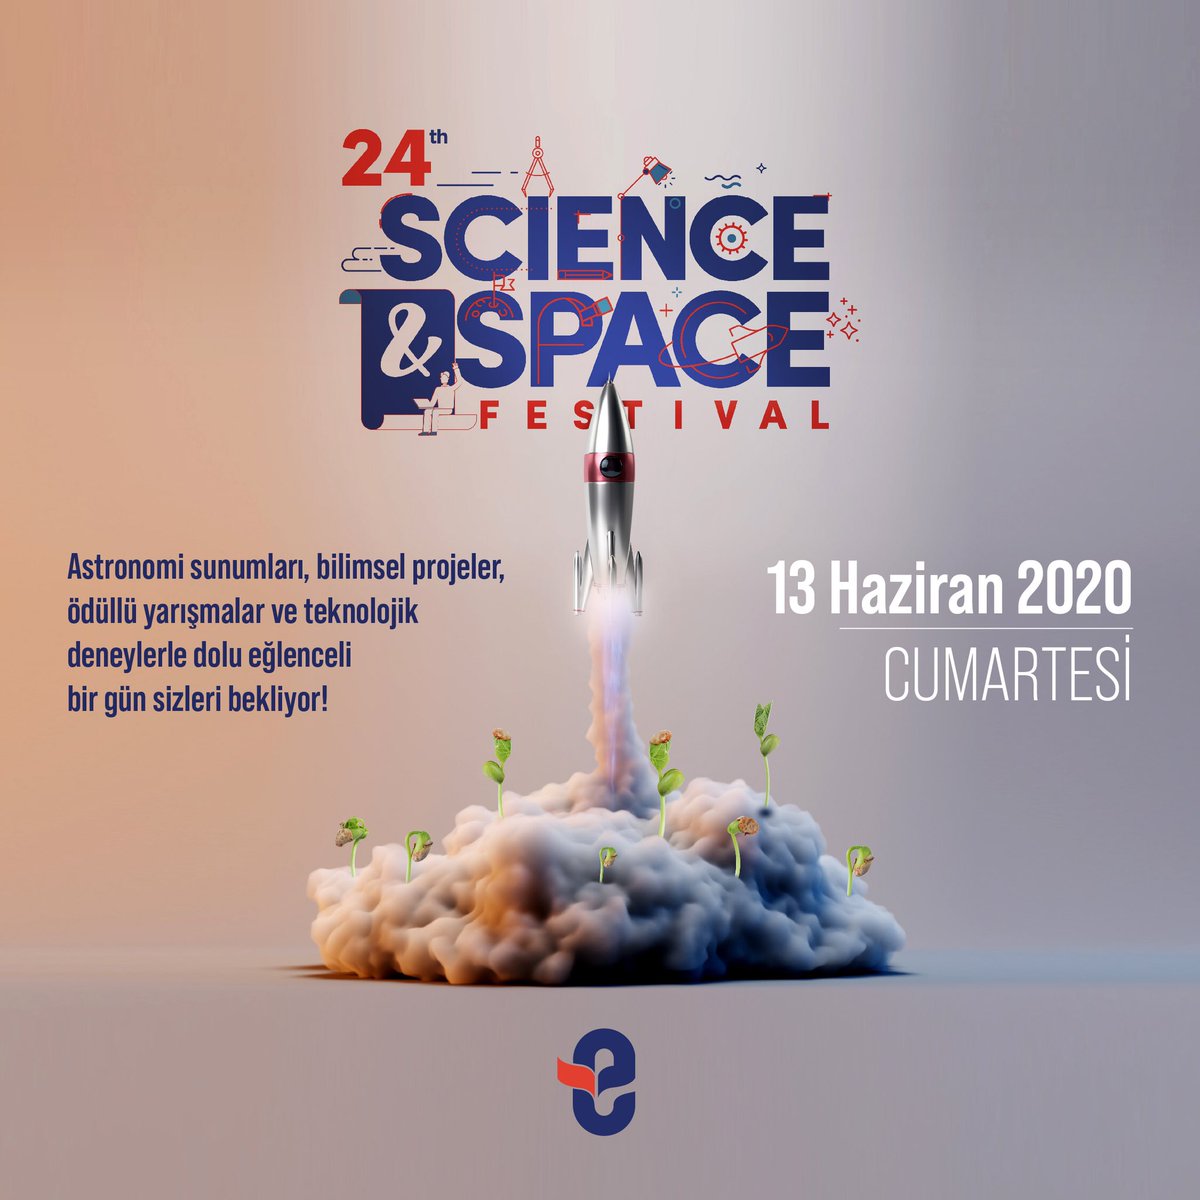 24th
SCIENCE
& SPACE
FESTIVAL
Astronomi sunumları, bilimsel projeler,
ödüllü yarışmalar ve teknolojik
deneylerle dolu eğlenceli
bir gün sizleri bekliyor!
13 Haziran 2020
CUMARTESİ